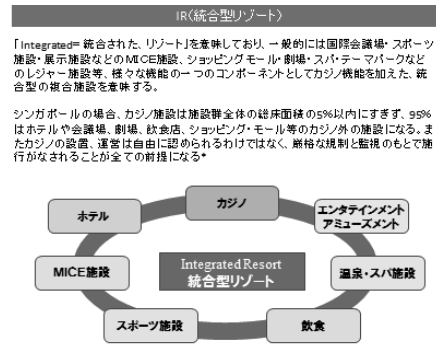 IR(統合型リゾート)
「Integrated= 統合された、リゾート」を意味しており、一般的には国際会議場・スポーツ
施設・展示施設などのMICE施設、ショッピングモール・劇場・スパ・テーマパークなど
のレジャー施設等、様々な機能の一つのコンポーネントとしてカジノ機能を加えた、統
合型の複合施設を意味する。
シンガポールの場合、カジノ施設は施設群全体の総床面積の5%以内にすぎず、95%
はホテルや会議場、劇場、飲食店、ショッピング・モール等のカジノ外の施設になる。ま
たカジノの設置、運営は自由に認められるわけではなく、厳格な規制と監視のもとで施
行がなされることが全ての前提になる*
カジノ
ホテル
エンタテインメント
アミューズメント
MICE施設
Integrated Resort
統合型リゾート
温泉・スパ施設
スポーツ施設
飲食